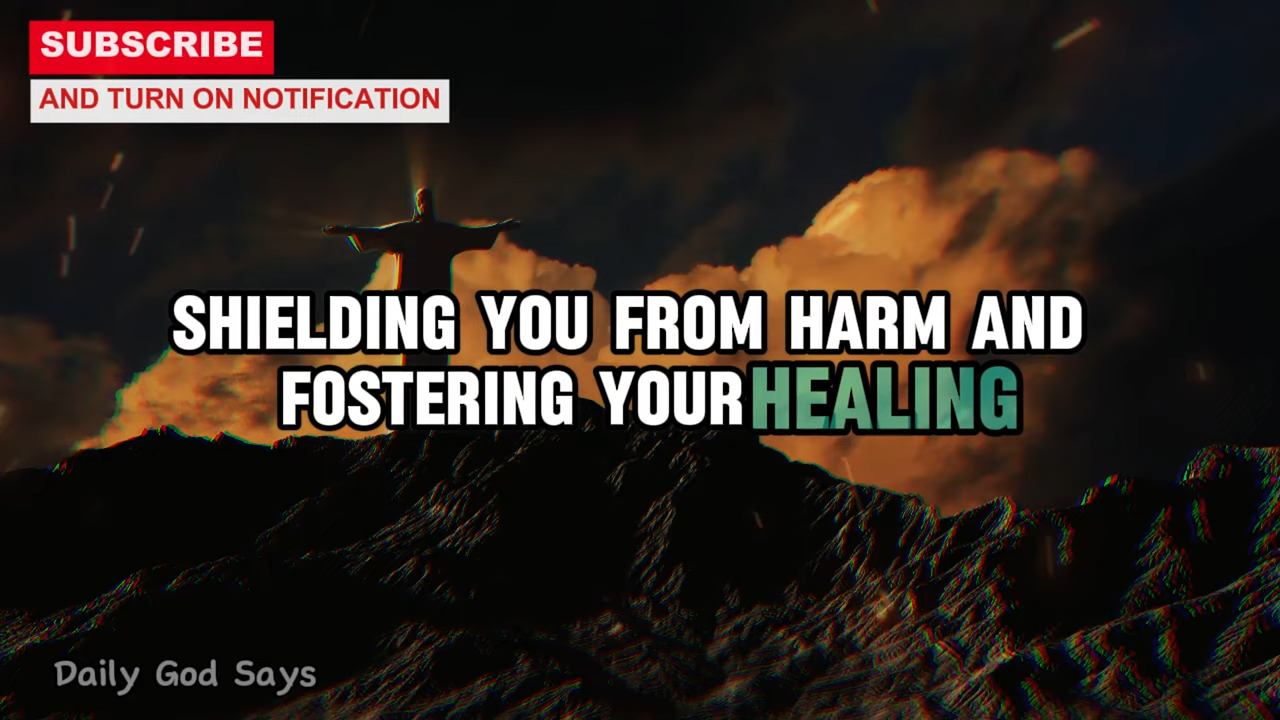 SUBSCRIBE
AND TURN ON NOTIFICATION
SHIELDING YOU FROM HARM AND
FOSTERING YOUR HEALING
Daily God Says